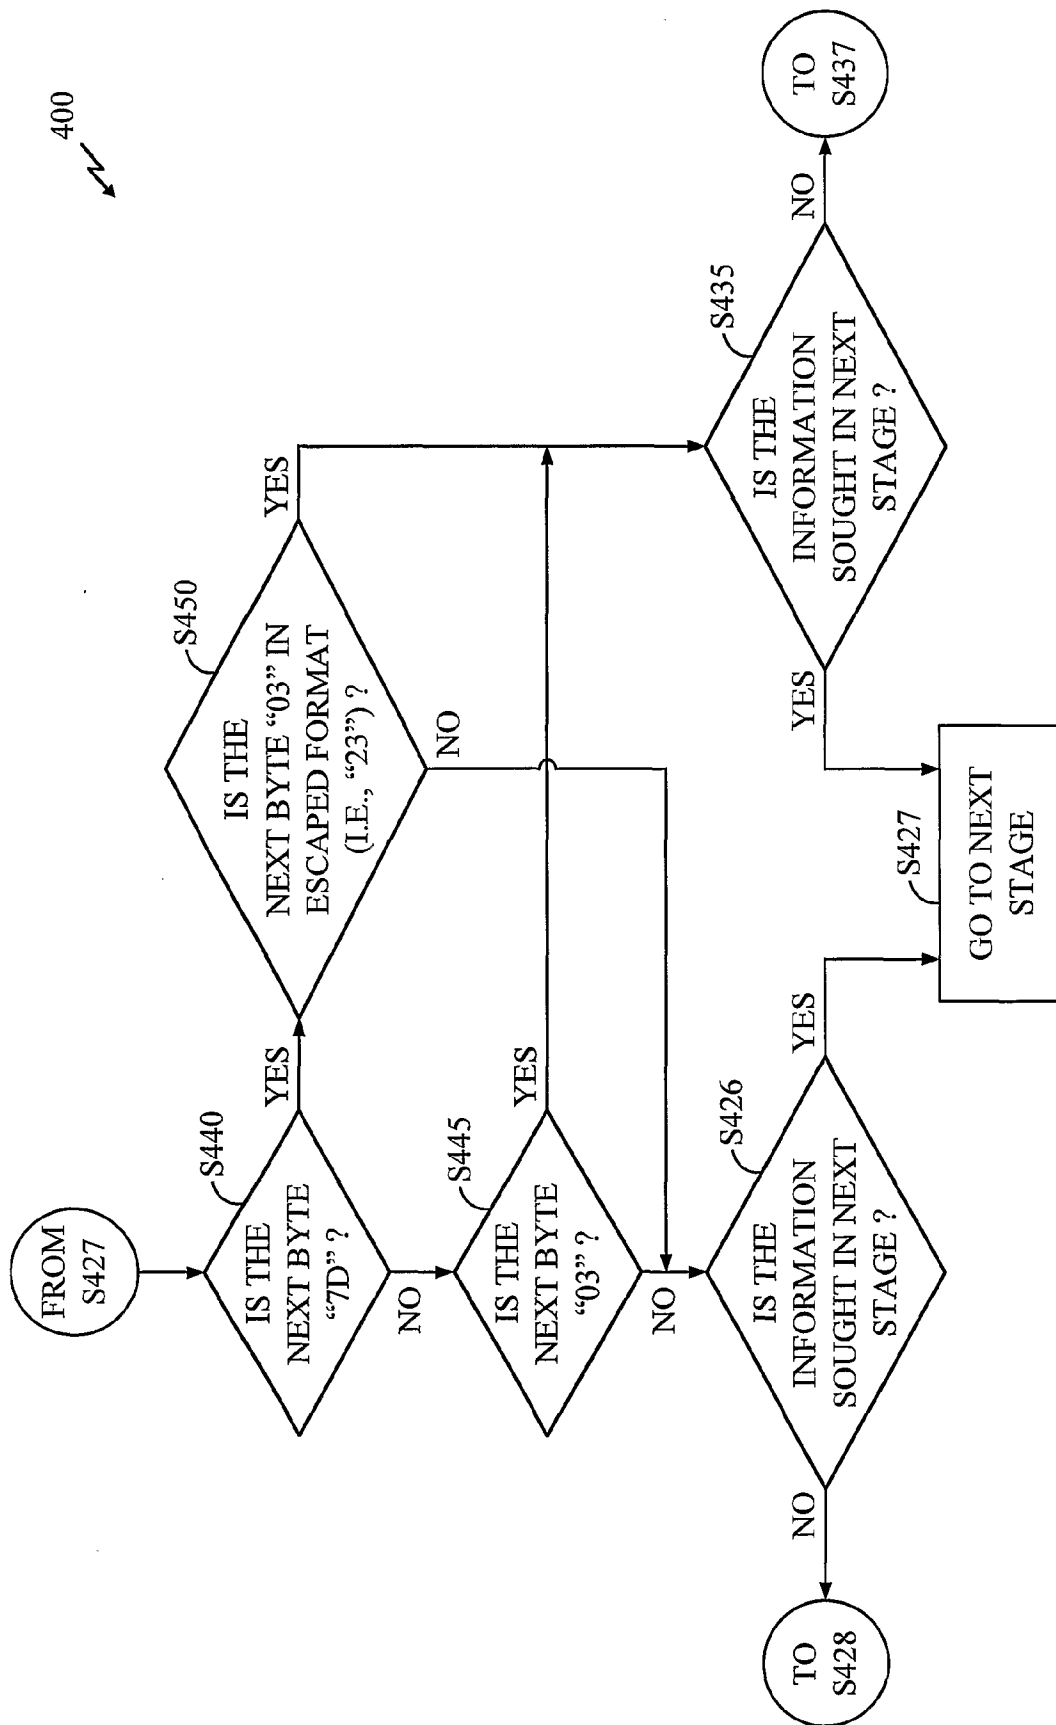 400
FROM
S427
S440
IS THE
NEXT BYTE
“7D” ?
YES
NO
S450
IS THE
NEXT BYTE “03” IN
ESCAPED FORMAT
(I.E., “23”) ?
YES
NO
S445
IS THE
NEXT BYTE
“03” ?
YES
NO
S426
IS THE
INFORMATION
SOUGHT IN NEXT
STAGE ?
NO
YES
TO
S428
S435
IS THE
INFORMATION
SOUGHT IN NEXT
STAGE ?
YES
NO
TO
S437
S427
GO TO NEXT
STAGE